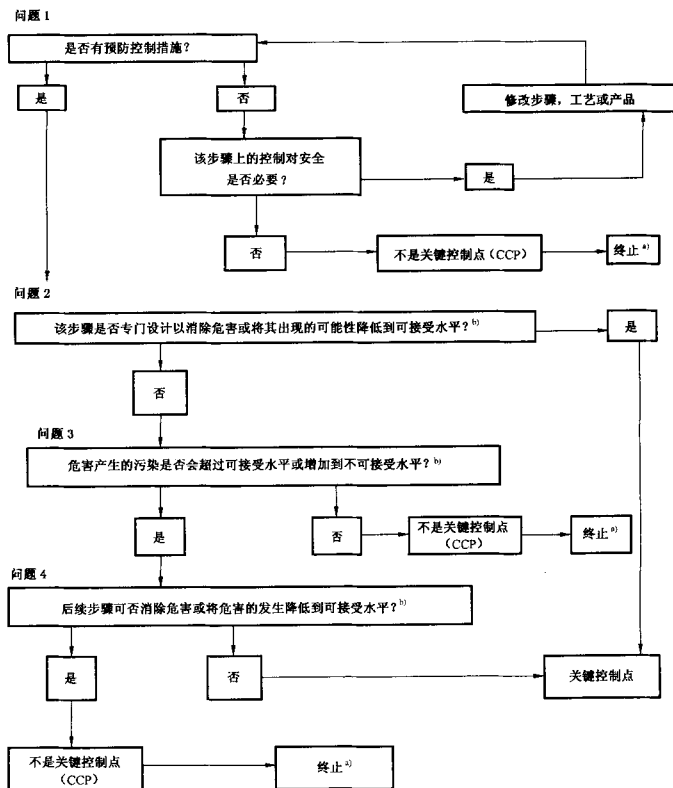 问题 1
是否有预防控制措施？
是
否
修改步骤，工艺或产品
该步骤上的控制对安全
是否必要？
是
否
不是关键控制点（CCP）
终止 a)
问题 2
该步骤是否专门设计以消除危害或将其出现的可能性降低到可接受水平？b)
是
否
问题 3
危害产生的污染是否会超过可接受水平或增加到不可接受水平？b)
是
否
不是关键控制点
（CCP）
终止 a)
问题 4
后续步骤可否消除危害或将危害的发生降低到可接受水平？b)
是
否
关键控制点
不是关键控制点
（CCP）
终止 a)